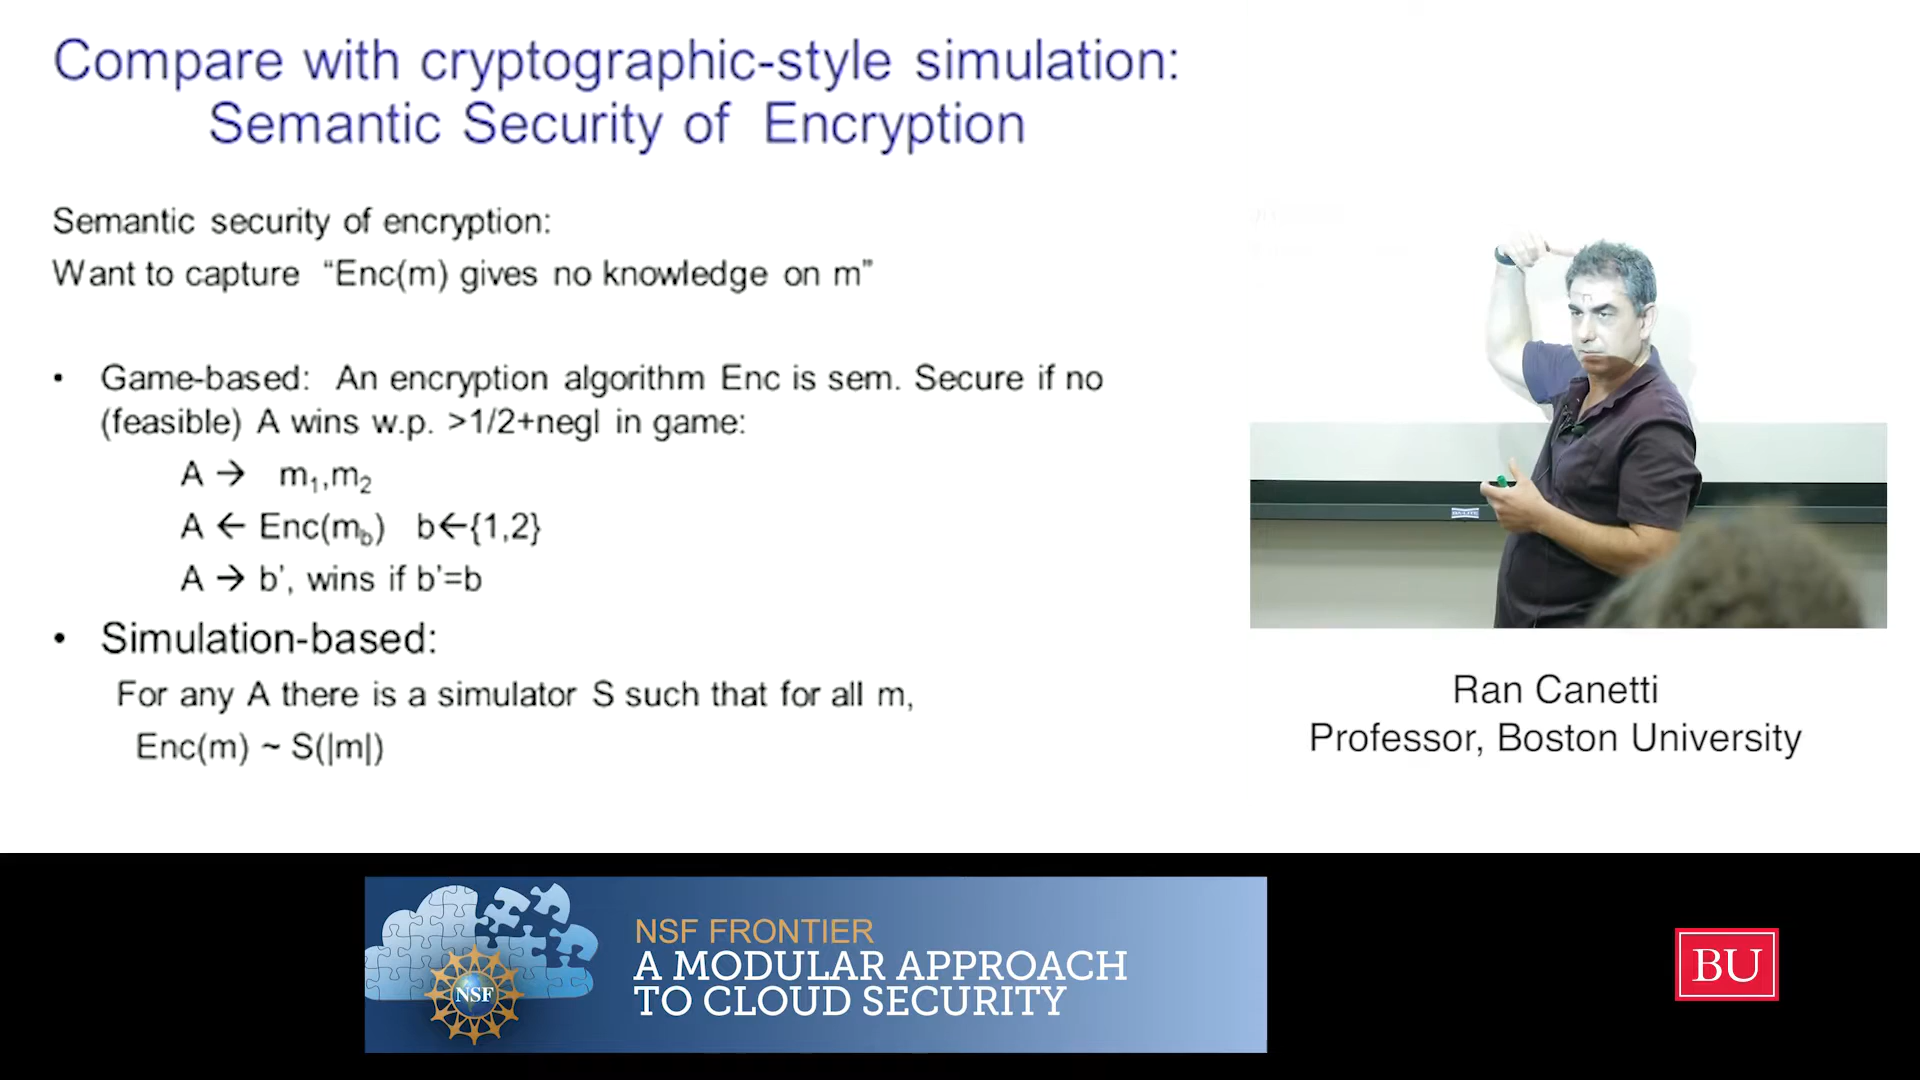 Compare with cryptographic-style simulation:
Semantic Security of Encryption
Semantic security of encryption:
Want to capture “Enc(m) gives no knowledge on m”
• Game-based: An encryption algorithm Enc is sem. Secure if no
(feasible) A wins w.p. >1/2+negl in game:
A → m₁,m₂
A ← Enc(m_b) b←{1,2}
A → b’, wins if b’=b
• Simulation-based:
For any A there is a simulator S such that for all m,
Enc(m) ~ S(|m|)
Ran Canetti
Professor, Boston University
NSF
NSF FRONTIER
A MODULAR APPROACH
TO CLOUD SECURITY
BU